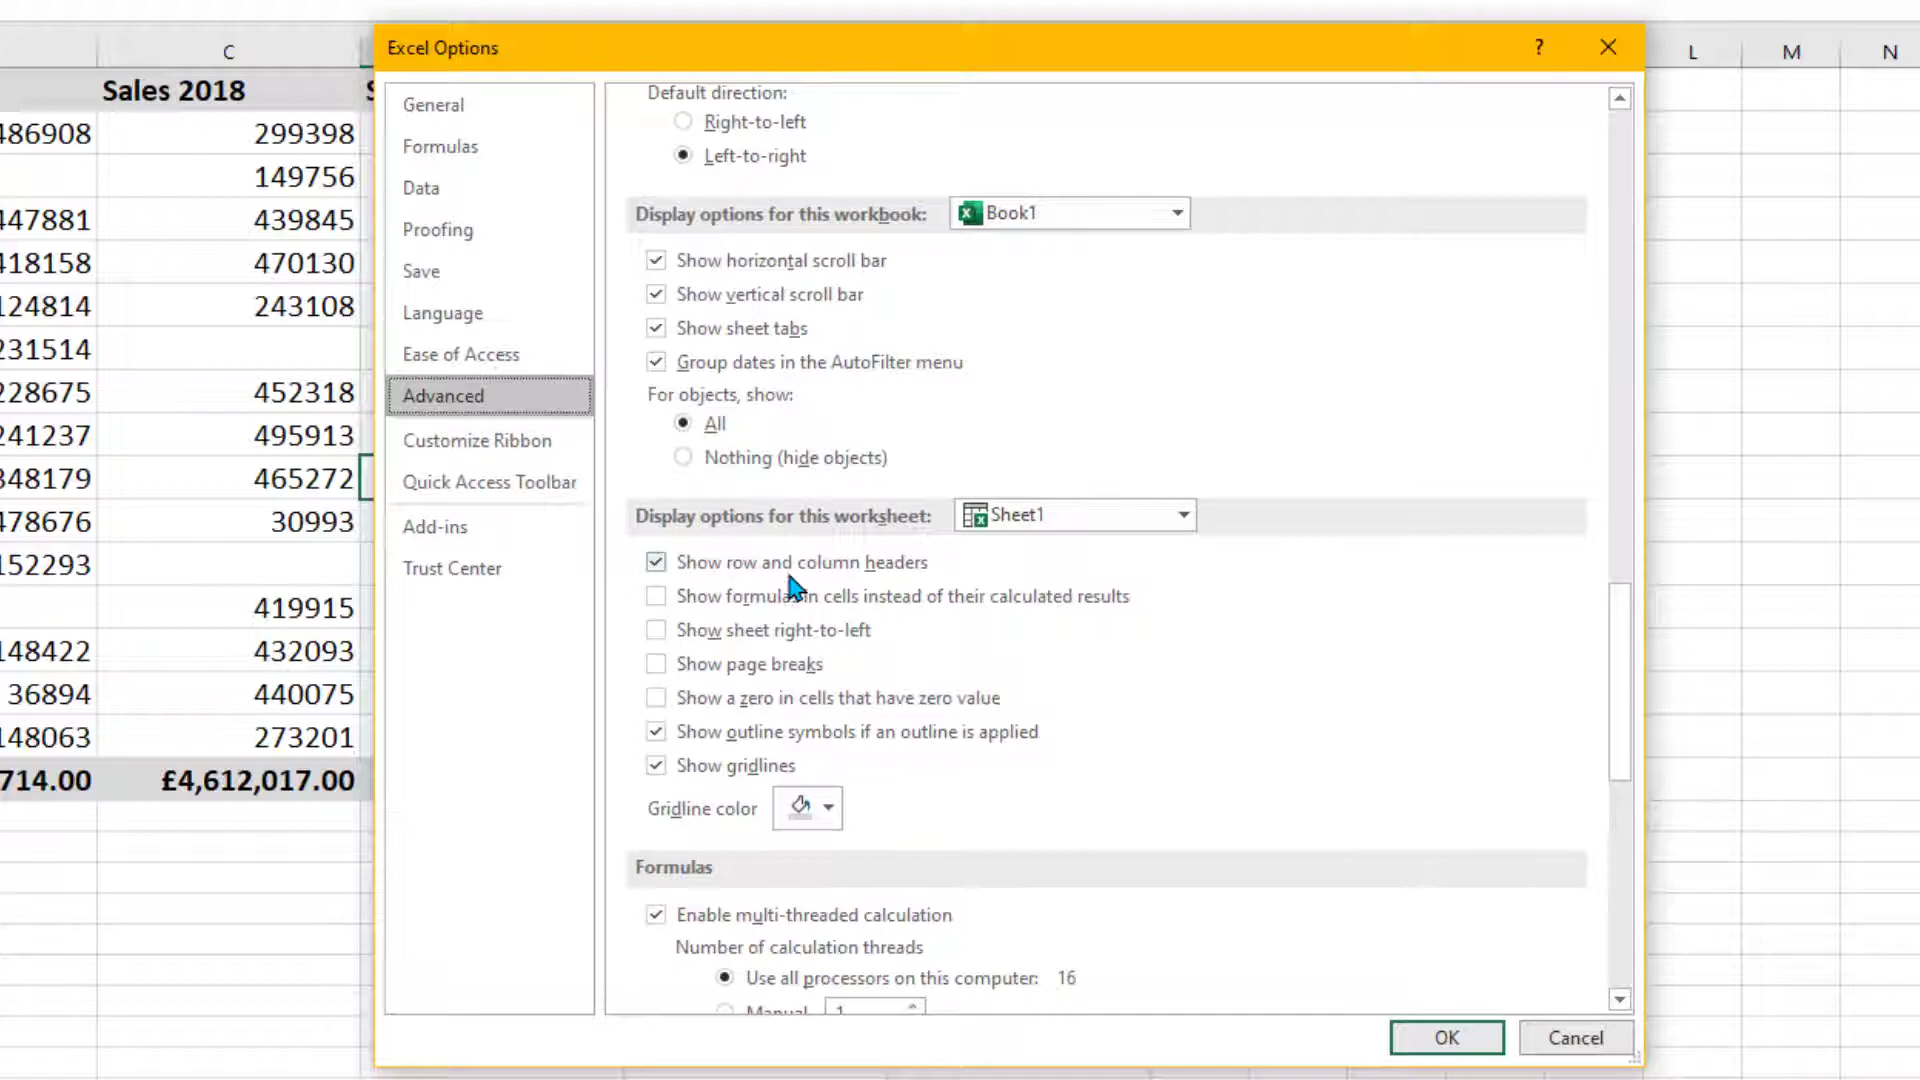 Excel Options
?
C
L
M
N
Sales 2018
486908
299398
149756
447881
439845
418158
470130
124814
243108
231514
228675
452318
241237
495913
348179
465272
478676
30993
152293
419915
148422
432093
36894
440075
148063
273201
714.00
£4,612,017.00
General
Formulas
Data
Proofing
Save
Language
Ease of Access
Advanced
Customize Ribbon
Quick Access Toolbar
Add-ins
Trust Center
Default direction:
Right-to-left
Left-to-right
Display options for this workbook: Book1
Show horizontal scroll bar
Show vertical scroll bar
Show sheet tabs
Group dates in the AutoFilter menu
For objects, show:
All
Nothing (hide objects)
Display options for this worksheet: Sheet1
Show row and column headers
Show formulas in cells instead of their calculated results
Show sheet right-to-left
Show page breaks
Show a zero in cells that have zero value
Show outline symbols if an outline is applied
Show gridlines
Gridline color
Formulas
Enable multi-threaded calculation
Number of calculation threads
Use all processors on this computer: 16
Manual 1
OK
Cancel